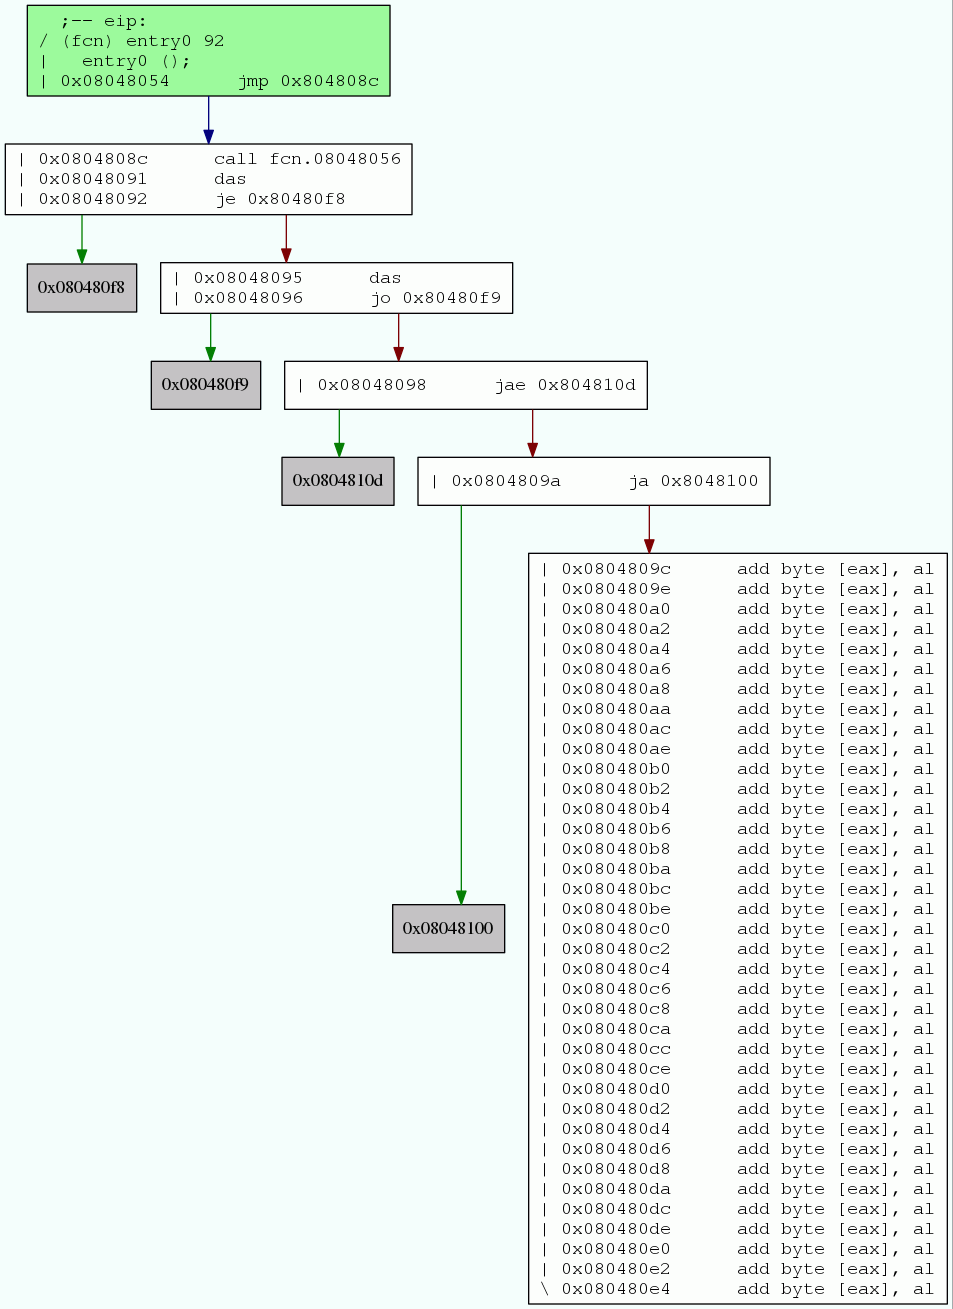 ;-- eip:
/ (fcn) entry0 92
|   entry0 ();
| 0x08048054      jmp 0x804808c
| 0x0804808c      call fcn.08048056
| 0x08048091      das
| 0x08048092      je 0x80480f8
0x080480f8
| 0x08048095      das
| 0x08048096      jo 0x80480f9
0x080480f9
| 0x08048098      jae 0x804810d
0x0804810d
| 0x0804809a      ja 0x8048100
| 0x0804809c      add byte [eax], al
| 0x0804809e      add byte [eax], al
| 0x080480a0      add byte [eax], al
| 0x080480a2      add byte [eax], al
| 0x080480a4      add byte [eax], al
| 0x080480a6      add byte [eax], al
| 0x080480a8      add byte [eax], al
| 0x080480aa      add byte [eax], al
| 0x080480ac      add byte [eax], al
| 0x080480ae      add byte [eax], al
| 0x080480b0      add byte [eax], al
| 0x080480b2      add byte [eax], al
| 0x080480b4      add byte [eax], al
| 0x080480b6      add byte [eax], al
| 0x080480b8      add byte [eax], al
| 0x080480ba      add byte [eax], al
| 0x080480bc      add byte [eax], al
| 0x080480be      add byte [eax], al
| 0x080480c0      add byte [eax], al
| 0x080480c2      add byte [eax], al
| 0x080480c4      add byte [eax], al
| 0x080480c6      add byte [eax], al
| 0x080480c8      add byte [eax], al
| 0x080480ca      add byte [eax], al
| 0x080480cc      add byte [eax], al
| 0x080480ce      add byte [eax], al
| 0x080480d0      add byte [eax], al
| 0x080480d2      add byte [eax], al
| 0x080480d4      add byte [eax], al
| 0x080480d6      add byte [eax], al
| 0x080480d8      add byte [eax], al
| 0x080480da      add byte [eax], al
| 0x080480dc      add byte [eax], al
| 0x080480de      add byte [eax], al
| 0x080480e0      add byte [eax], al
| 0x080480e2      add byte [eax], al
\ 0x080480e4      add byte [eax], al
0x08048100